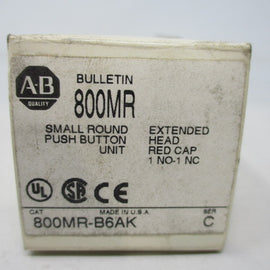 AB
QUALITY
BULLETIN
800MR
SMALL ROUND
PUSH BUTTON
UNIT
EXTENDED
HEAD
RED CAP
1 NO-1 NC
UL
SA
CE
CAT
MADE IN U.S.A
SER
800MR-B6AK
C